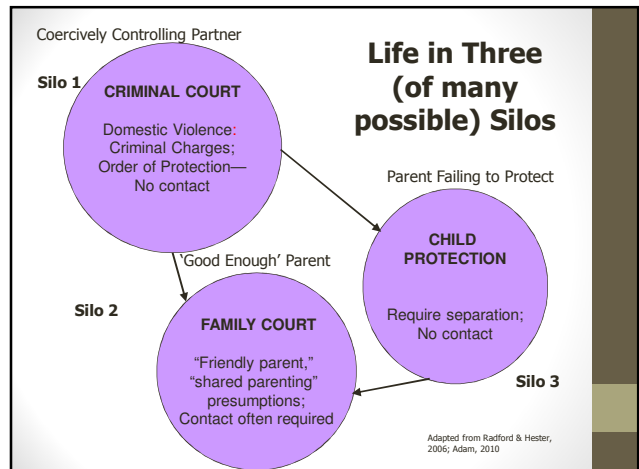 Coercively Controlling Partner
Life in Three
(of many
possible) Silos
Silo 1
CRIMINAL COURT
Domestic Violence:
Criminal Charges;
Order of Protection—
No contact
Parent Failing to Protect
CHILD
PROTECTION
Require separation;
No contact
Silo 3
‘Good Enough’ Parent
Silo 2
FAMILY COURT
“Friendly parent,”
“shared parenting”
presumptions;
Contact often required
Adapted from Radford & Hester,
2006; Adam, 2010